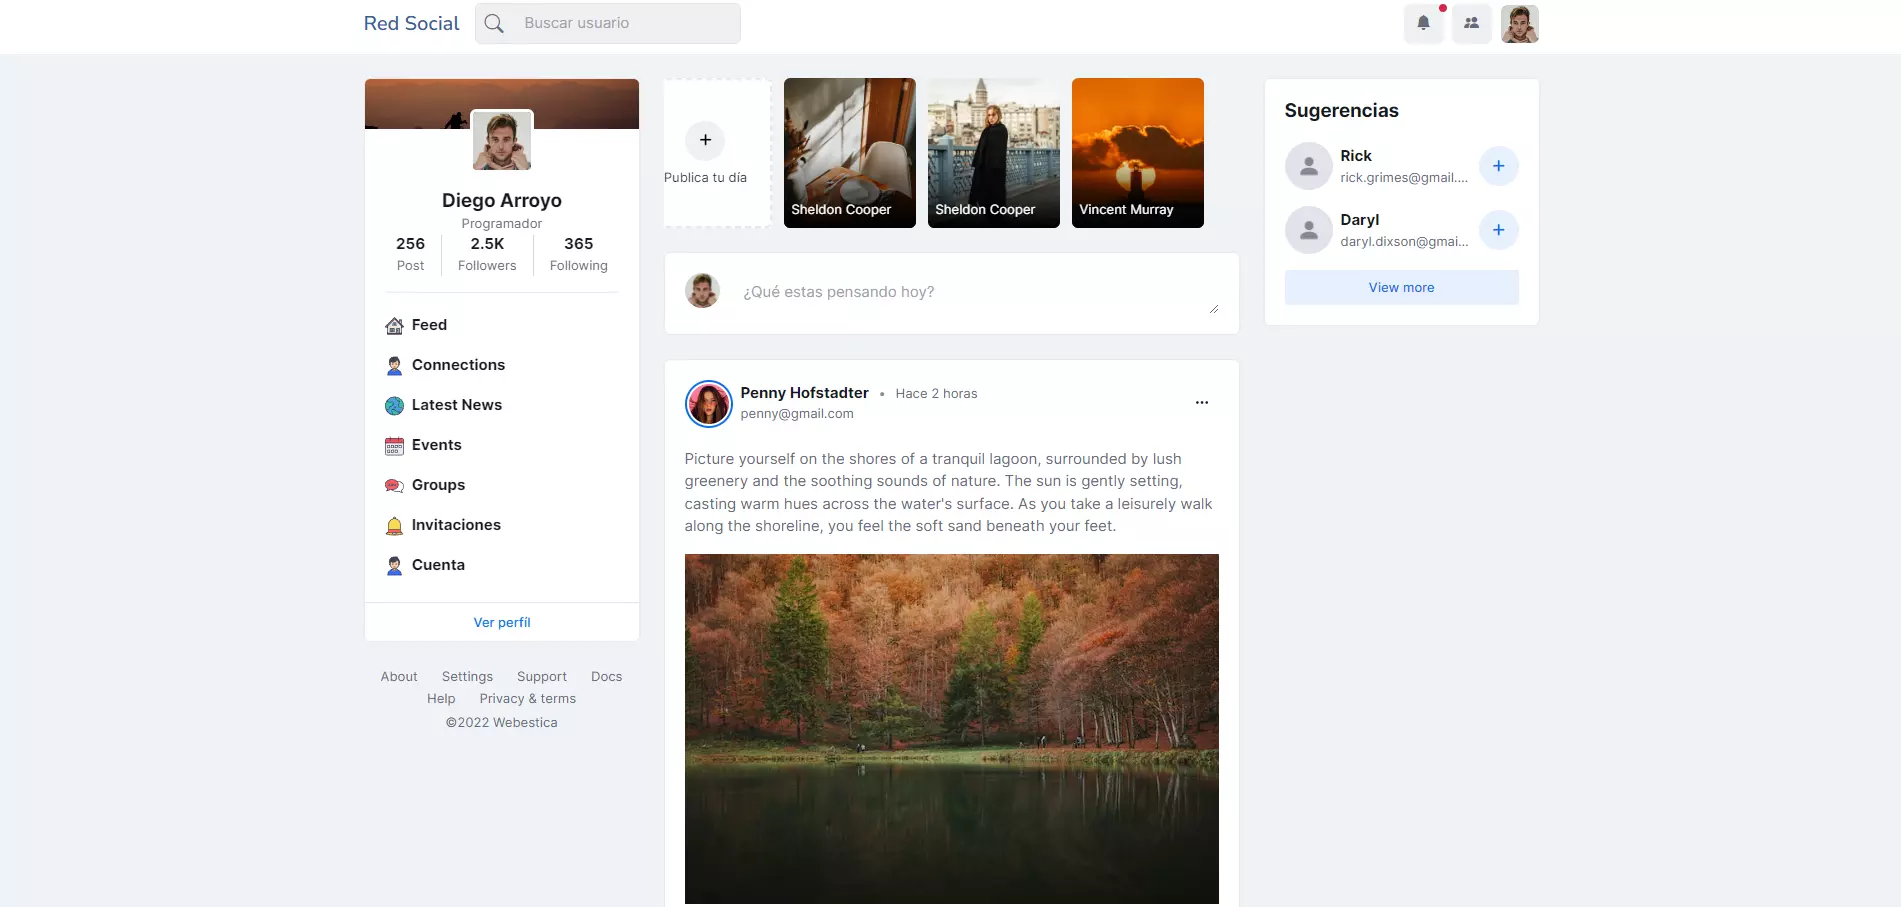 Red Social
Buscar usuario
Diego Arroyo
Programador
256
Post
2.5K
Followers
365
Following
Feed
Connections
Latest News
Events
Groups
Invitaciones
Cuenta
Ver perfíl
About Settings Support Docs
Help Privacy & terms
©2022 Webestica
+
Publica tu día
Sheldon Cooper
Sheldon Cooper
Vincent Murray
¿Qué estas pensando hoy?
Penny Hofstadter • Hace 2 horas
penny@gmail.com
Picture yourself on the shores of a tranquil lagoon, surrounded by lush
greenery and the soothing sounds of nature. The sun is gently setting,
casting warm hues across the water's surface. As you take a leisurely walk
along the shoreline, you feel the soft sand beneath your feet.
Sugerencias
Rick
rick.grimes@gmail....
+
Daryl
daryl.dixson@gmai...
+
View more